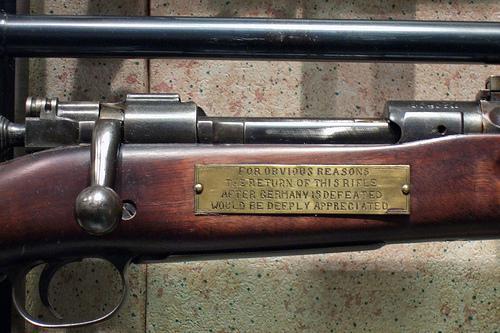 FOR OBVIOUS REASONS
THE RETURN OF THIS RIFLE
AFTER GERMANY IS DEFEATED
WOULD BE DEEPLY APPRECIATED